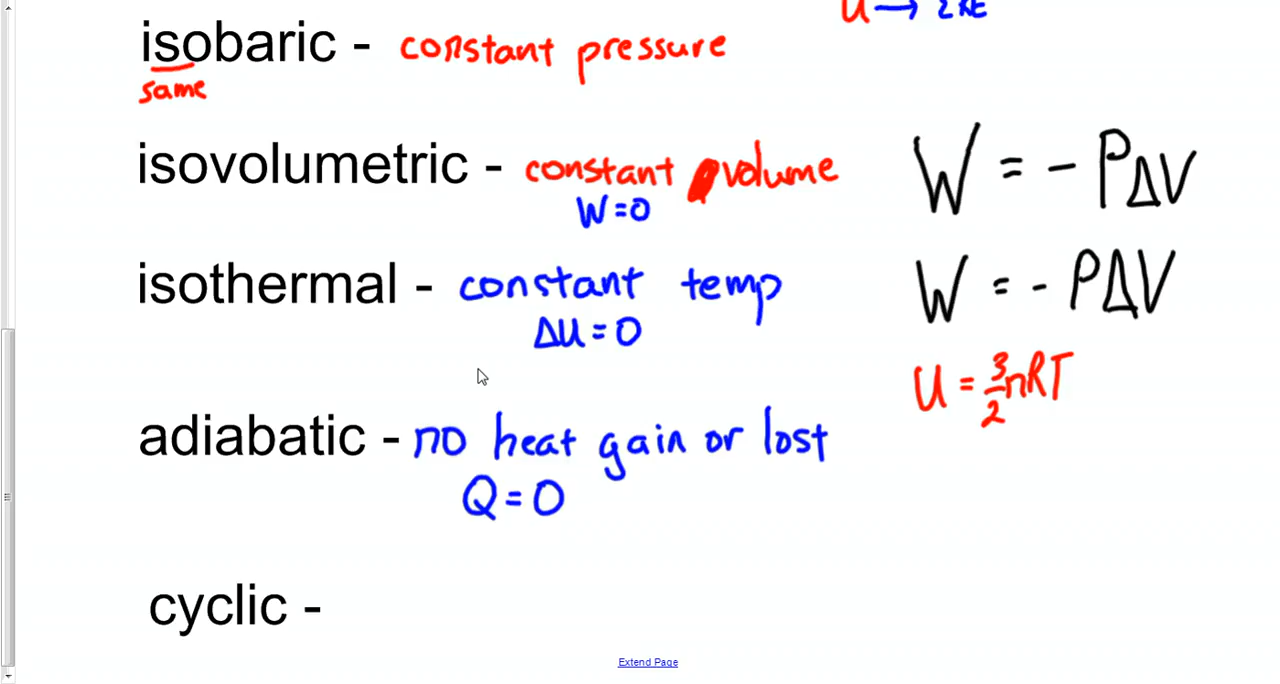 U → ΣKE
isobaric - constant pressure
same
isovolumetric - constant volume
W = - PΔV
W = 0
isothermal - constant temp
W = - PΔV
ΔU = 0
U = 3/2 nRT
adiabatic - no heat gain or lost
Q = 0
cyclic -
Extend Page